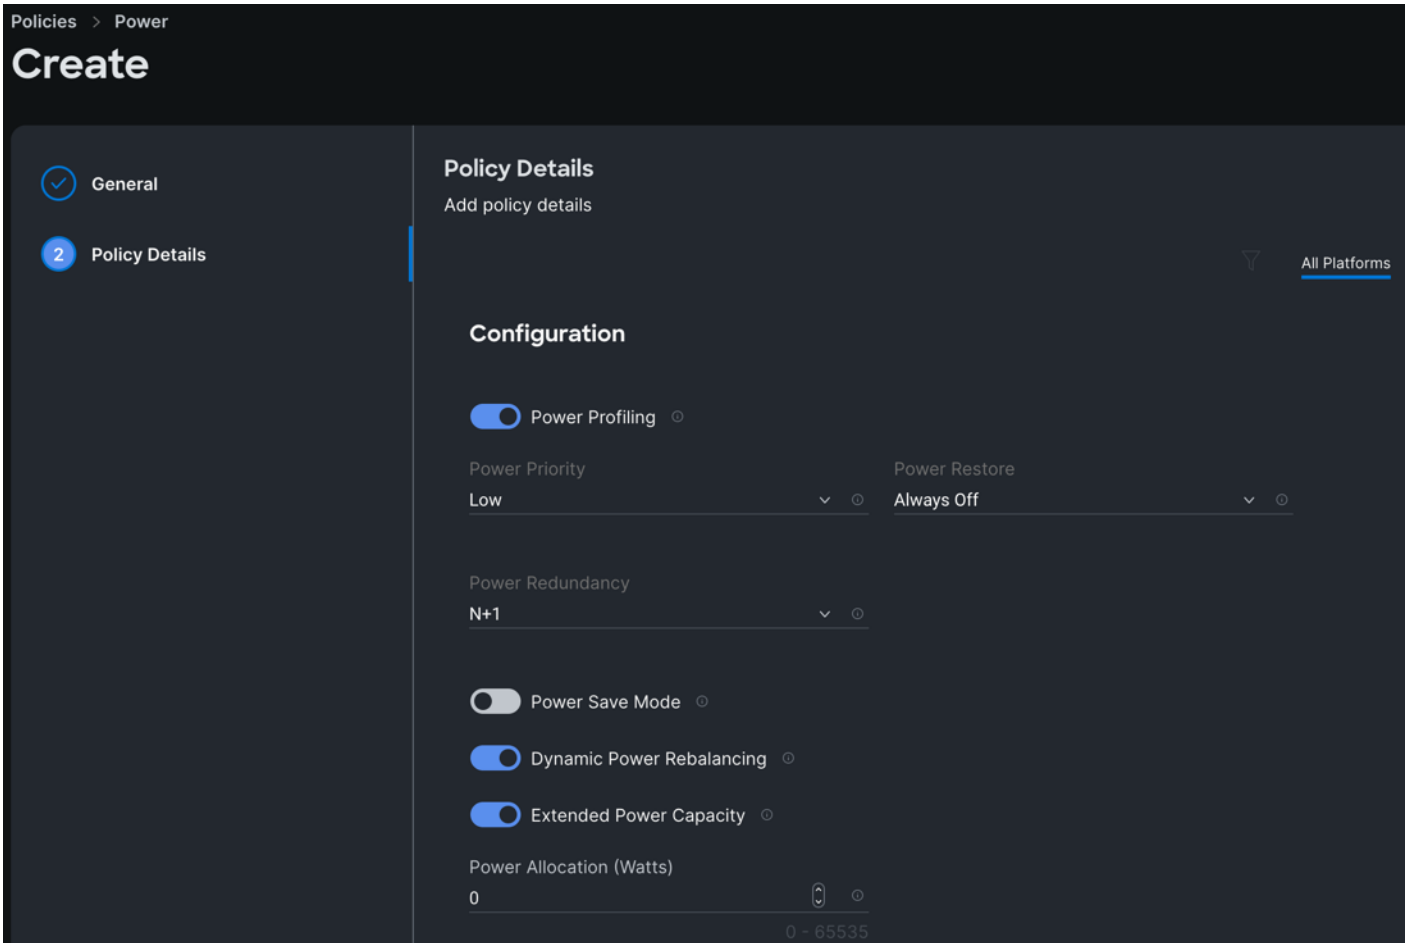 Policies > Power
Create
General
2 Policy Details
Policy Details
Add policy details
All Platforms
Configuration
Power Profiling
Power Priority Power Restore
Low Always Off
Power Redundancy
N+1
Power Save Mode
Dynamic Power Rebalancing
Extended Power Capacity
Power Allocation (Watts)
0
0 - 65535